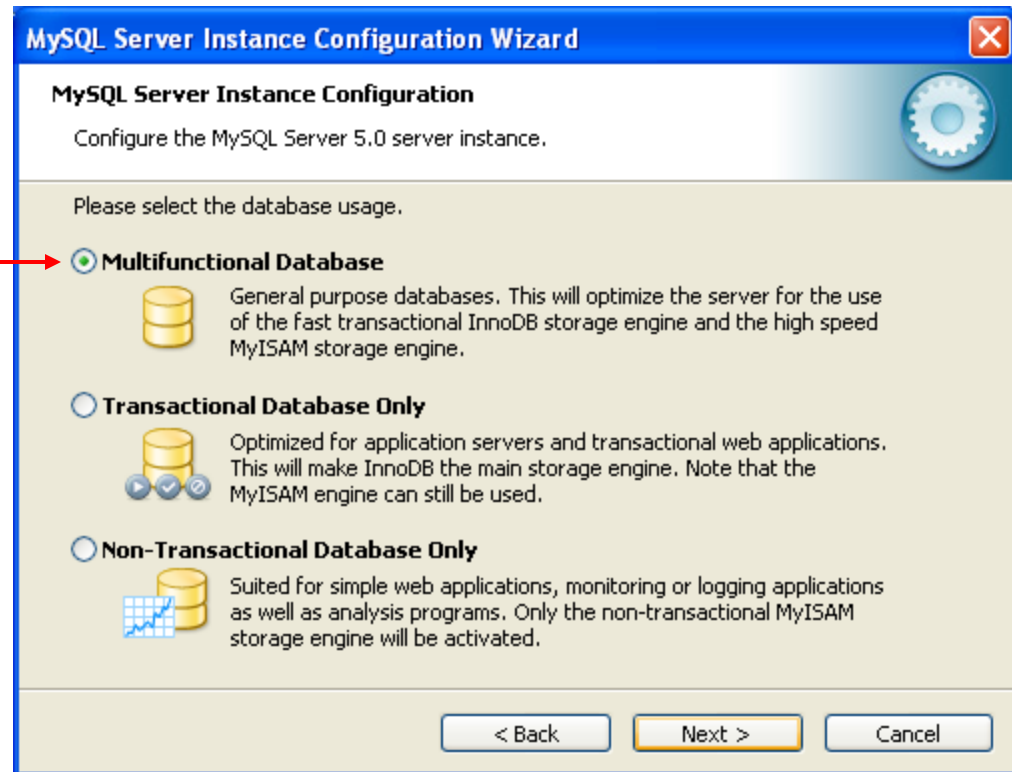 MySQL Server Instance Configuration Wizard
MySQL Server Instance Configuration
Configure the MySQL Server 5.0 server instance.
Please select the database usage.
Multifunctional Database
General purpose databases. This will optimize the server for the use
of the fast transactional InnoDB storage engine and the high speed
MyISAM storage engine.
Transactional Database Only
Optimized for application servers and transactional web applications.
This will make InnoDB the main storage engine. Note that the
MyISAM engine can still be used.
Non-Transactional Database Only
Suited for simple web applications, monitoring or logging applications
as well as analysis programs. Only the non-transactional MyISAM
storage engine will be activated.
< Back Next > Cancel